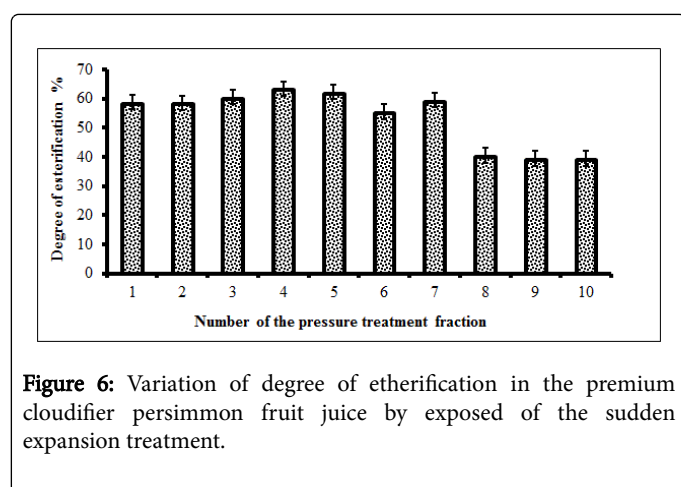 70
60
50
40
30
20
10
0
Degree of esterification %
1 2 3 4 5 6 7 8 9 10
Number of the pressure treatment fraction
Figure 6: Variation of degree of etherification in the premium
cloudifier persimmon fruit juice by exposed of the sudden
expansion treatment.